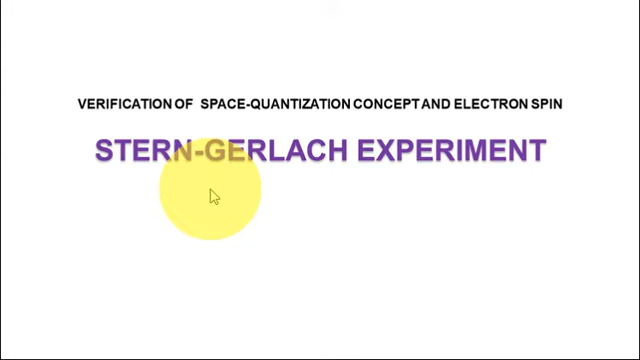 VERIFICATION OF SPACE-QUANTIZATION CONCEPT AND ELECTRON SPIN
STERN-GERLACH EXPERIMENT